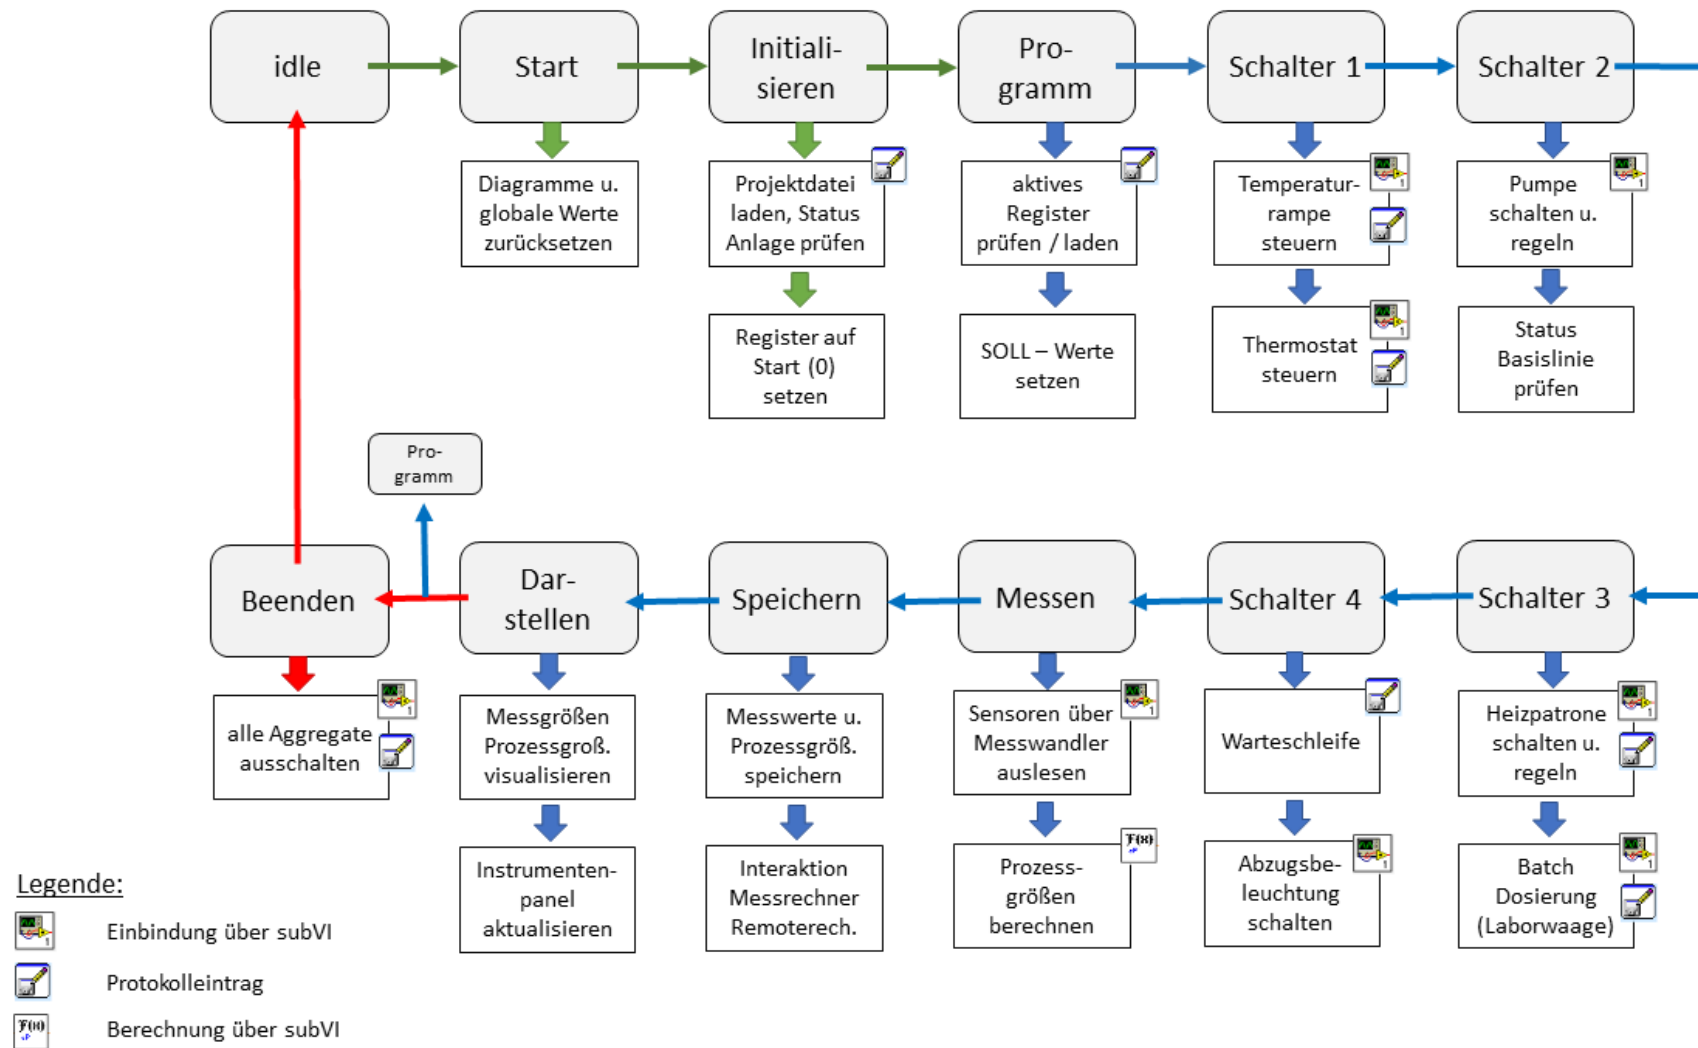 idle
Start
Initiali-
sieren
Pro-
gramm
Schalter 1
Schalter 2
Diagramme u.
globale Werte
zurücksetzen
Projektdatei
laden, Status
Anlage prüfen
aktives
Register
prüfen / laden
Temperatur-
rampe
steuern
Pumpe
schalten u.
regeln
Register auf
Start (0)
setzen
SOLL – Werte
setzen
Thermostat
steuern
Status
Basislinie
prüfen
Pro-
gramm
Beenden
Dar-
stellen
Speichern
Messen
Schalter 4
Schalter 3
alle Aggregate
ausschalten
Messgrößen
Prozessgroß.
visualisieren
Messwerte u.
Prozessgröß.
speichern
Sensoren über
Messwandler
auslesen
Warteschleife
Heizpatrone
schalten u.
regeln
Instrumenten-
panel
aktualisieren
Interaktion
Messrechner
Remoterech.
Prozess-
größen
berechnen
Abzugsbe-
leuchtung
schalten
Batch
Dosierung
(Laborwaage)
Legende:
Einbindung über subVI
Protokolleintrag
Berechnung über subVI